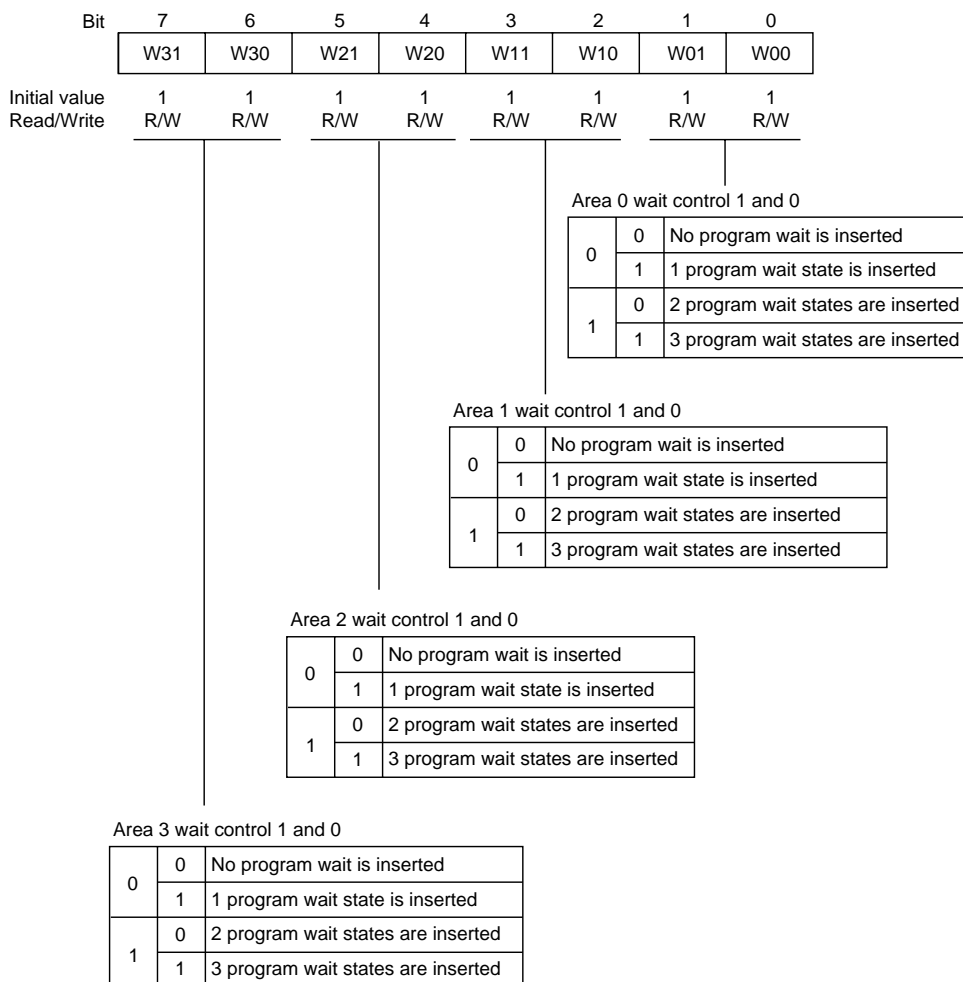 Bit 7 6 5 4 3 2 1 0
W31 W30 W21 W20 W11 W10 W01 W00
Initial value 1 1 1 1 1 1 1 1
Read/Write R/W R/W R/W R/W R/W R/W R/W R/W
Area 0 wait control 1 and 0
0 0 No program wait is inserted
1 1 program wait state is inserted
1 0 2 program wait states are inserted
1 3 program wait states are inserted
Area 1 wait control 1 and 0
0 0 No program wait is inserted
1 1 program wait state is inserted
1 0 2 program wait states are inserted
1 3 program wait states are inserted
Area 2 wait control 1 and 0
0 0 No program wait is inserted
1 1 program wait state is inserted
1 0 2 program wait states are inserted
1 3 program wait states are inserted
Area 3 wait control 1 and 0
0 0 No program wait is inserted
1 1 program wait state is inserted
1 0 2 program wait states are inserted
1 3 program wait states are inserted